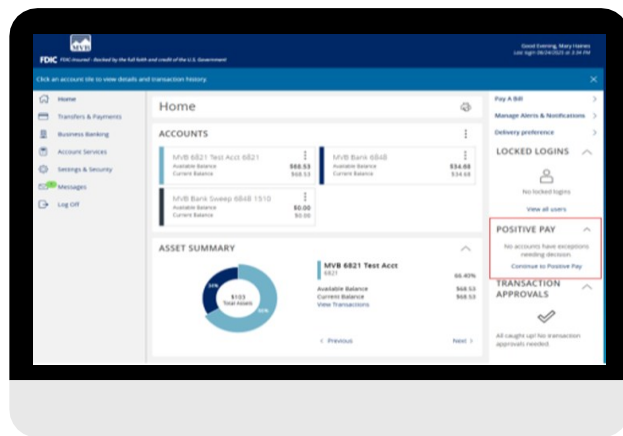 MVB
Good Evening, Mary Haines
FDIC FDIC-Insured - Backed by the full faith and credit of the U.S. Government
Click an account tile to view details and transaction history.
Home
Transfers & Payments
Business Banking
Account Services
Settings & Security
Messages
Log Off
Home
ACCOUNTS
MVB 6821 Test Acct 6821
Available Balance $68.53
Current Balance $68.53
MVB Bank 6848
Available Balance $34.68
Current Balance $34.68
MVB Bank Sweep 6848 1510
Available Balance $0.00
Current Balance $0.00
ASSET SUMMARY
$103
Total Assets
MVB 6821 Test Acct
6821 66.40%
Available Balance $68.53
Current Balance $68.53
View Transactions
Previous
Next
Pay A Bill
Manage Alerts & Notifications
Delivery preference
LOCKED LOGINS
No locked logins
View all users
POSITIVE PAY
No accounts have exceptions
needing decision.
Continue to Positive Pay
TRANSACTION
APPROVALS
All caught up! No transaction
approvals needed